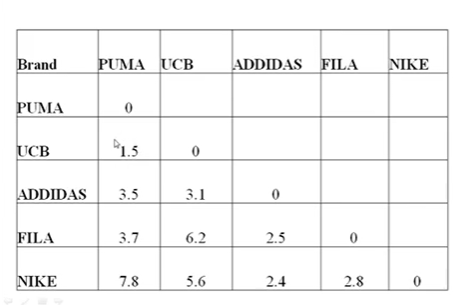 Brand PUMA UCB ADDIDAS FILA NIKE
PUMA 0
UCB 1.5 0
ADDIDAS 3.5 3.1 0
FILA 3.7 6.2 2.5 0
NIKE 7.8 5.6 2.4 2.8 0